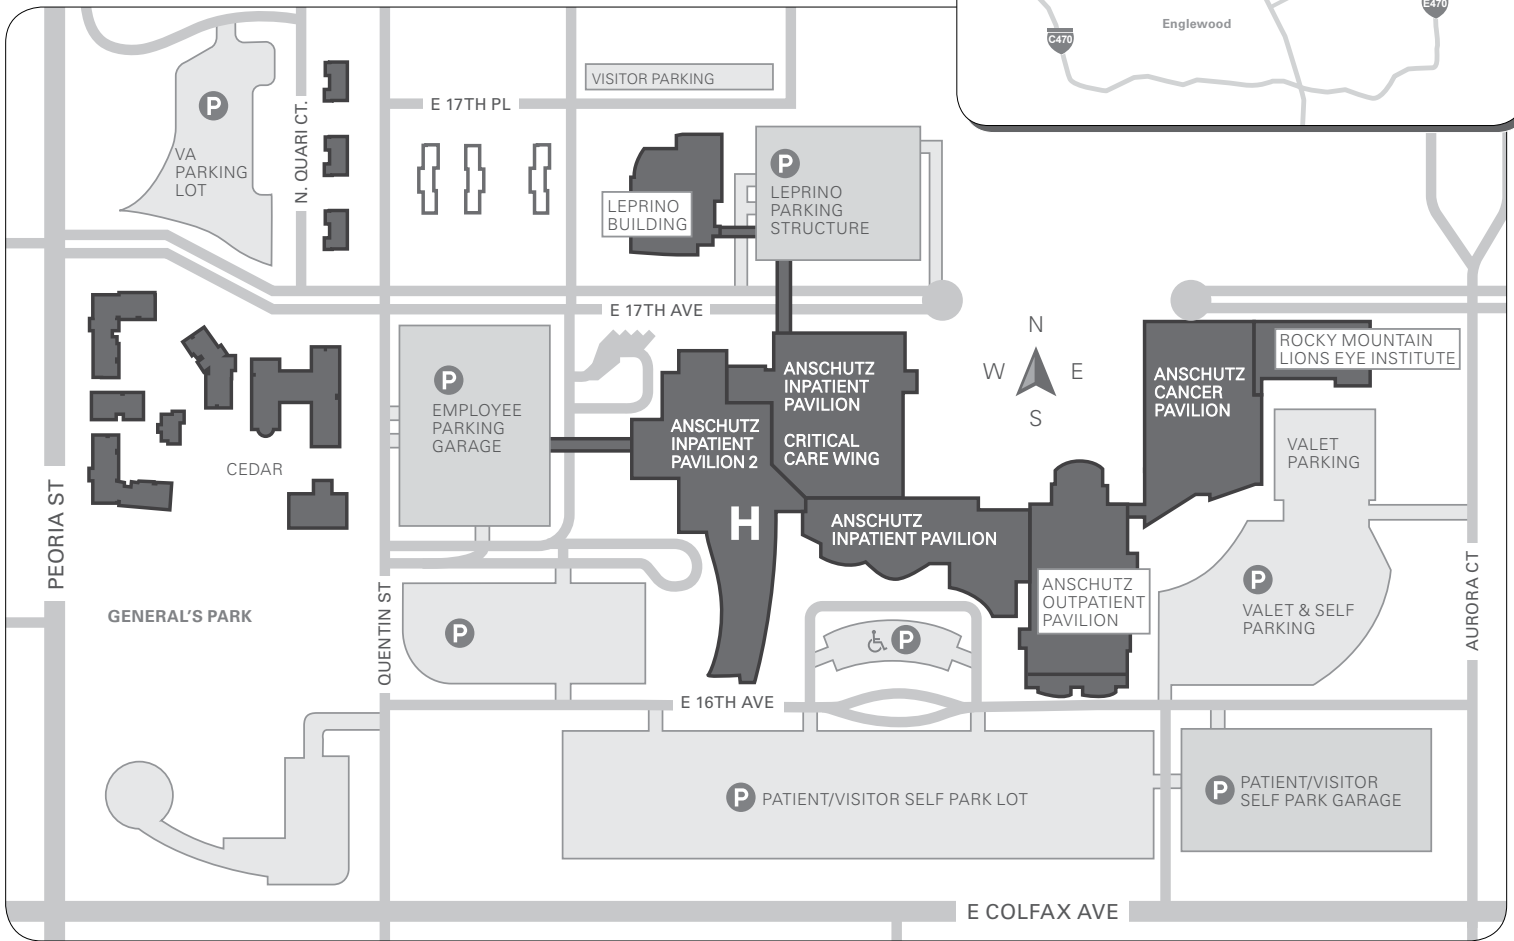 Englewood
C470
E470
VISITOR PARKING
E 17TH PL
P
VA
PARKING
LOT
N. QUARI CT.
LEPRINO
BUILDING
P
LEPRINO
PARKING
STRUCTURE
E 17TH AVE
N
W E
S
P
EMPLOYEE
PARKING
GARAGE
ANSCHUTZ
INPATIENT
PAVILION
CRITICAL
CARE WING
ANSCHUTZ
INPATIENT
PAVILION 2
H
ANSCHUTZ
INPATIENT PAVILION
ANSCHUTZ
CANCER
PAVILION
ROCKY MOUNTAIN
LIONS EYE INSTITUTE
VALET
PARKING
CEDAR
PEORIA ST
GENERAL'S PARK
QUENTIN ST
P
P
ANSCHUTZ
OUTPATIENT
PAVILION
P
VALET & SELF
PARKING
AURORA CT
E 16TH AVE
P PATIENT/VISITOR SELF PARK LOT
P PATIENT/VISITOR
SELF PARK GARAGE
E COLFAX AVE